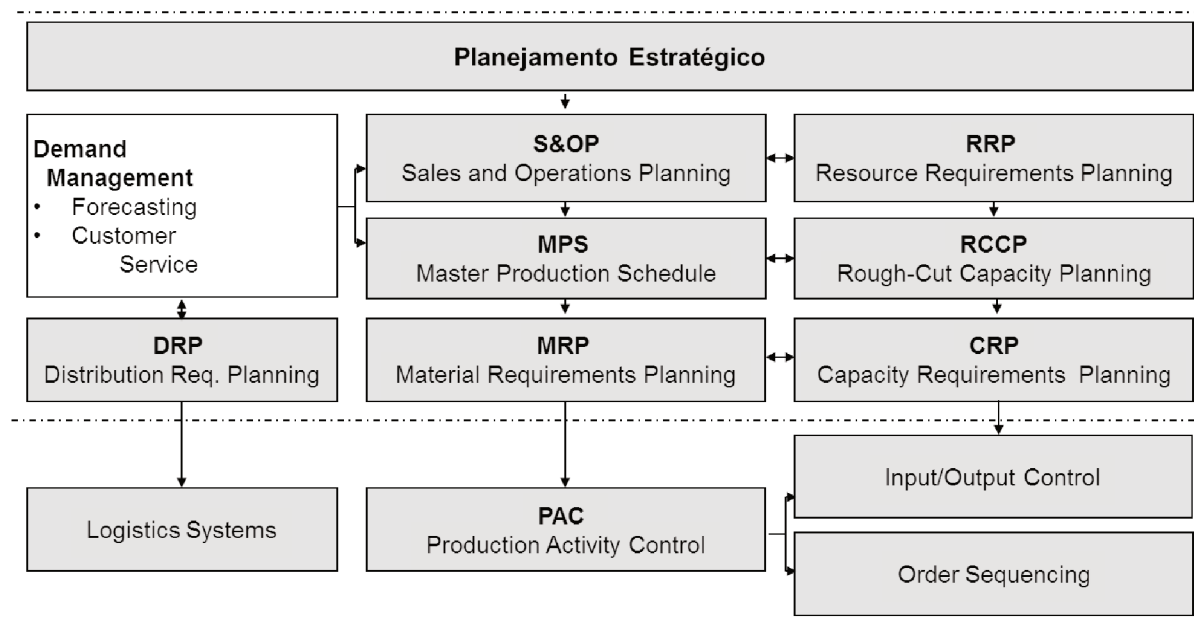 Planejamento Estratégico
Demand
Management
• Forecasting
• Customer
Service
S&OP
Sales and Operations Planning
RRP
Resource Requirements Planning
MPS
Master Production Schedule
RCCP
Rough-Cut Capacity Planning
DRP
Distribution Req. Planning
MRP
Material Requirements Planning
CRP
Capacity Requirements Planning
Logistics Systems
PAC
Production Activity Control
Input/Output Control
Order Sequencing